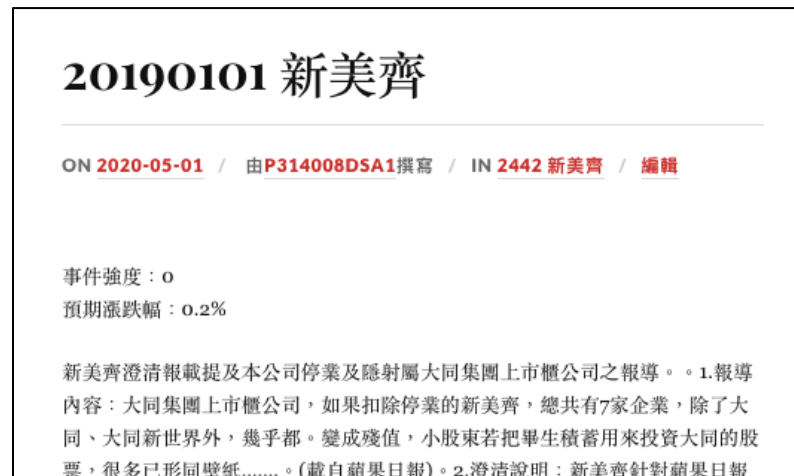 20190101 新美齊
ON 2020-05-01 / 由P314008DSA1撰寫 / IN 2442 新美齊 / 編輯
事件強度：0
預期漲跌幅：0.2%
新美齊澄清報載提及本公司停業及隱射屬大同集團上市櫃公司之報導。。1.報導
內容：大同集團上市櫃公司，如果扣除停業的新美齊，總共有7家企業，除了大
同、大同新世界外，幾乎都。變成殘值，小股東若把畢生積蓄用來投資大同的股
票，很多已形同壁紙.......。(載自蘋果日報)。2.澄清說明：新美齊針對蘋果日報